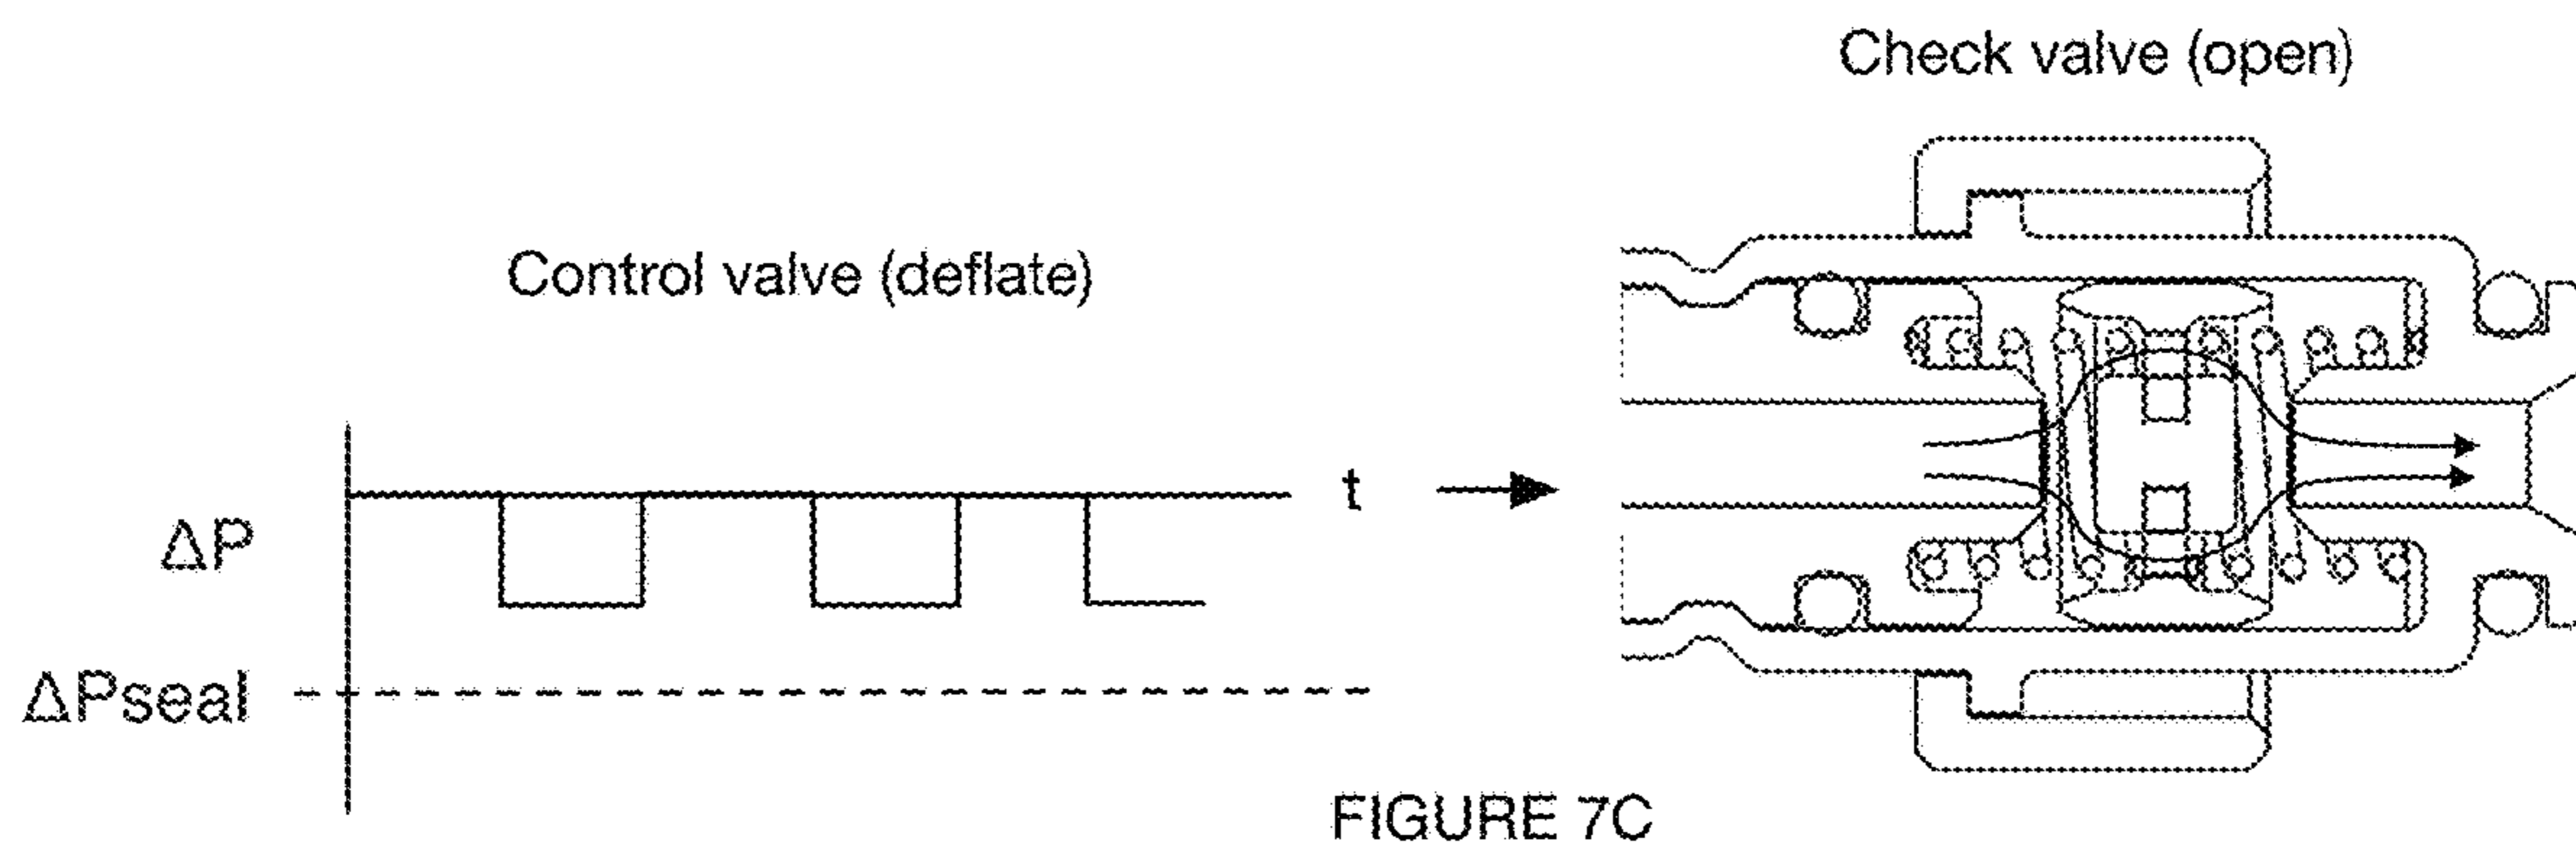 Check valve (open)
Control valve (deflate)
t
ΔP
ΔPseal
FIGURE 7C